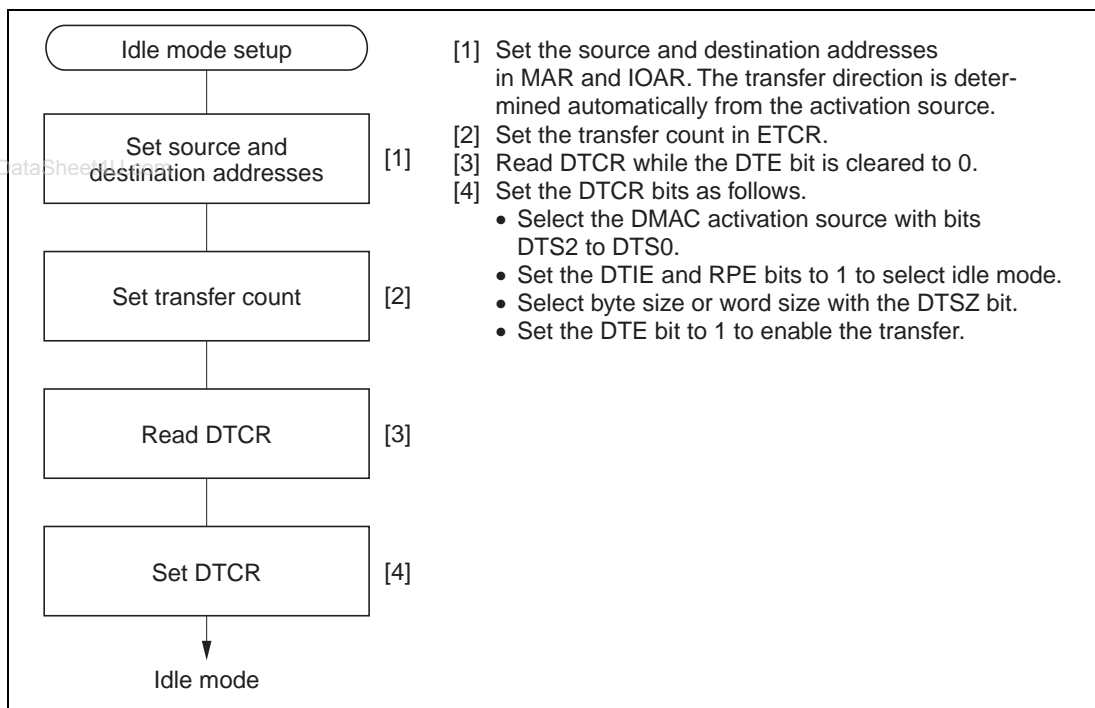 Idle mode setup
Set source and
destination addresses
[1]
Set transfer count
[2]
Read DTCR
[3]
Set DTCR
[4]
Idle mode
[1] Set the source and destination addresses
in MAR and IOAR. The transfer direction is deter-
mined automatically from the activation source.
[2] Set the transfer count in ETCR.
[3] Read DTCR while the DTE bit is cleared to 0.
[4] Set the DTCR bits as follows.
• Select the DMAC activation source with bits
DTS2 to DTS0.
• Set the DTIE and RPE bits to 1 to select idle mode.
• Select byte size or word size with the DTSZ bit.
• Set the DTE bit to 1 to enable the transfer.